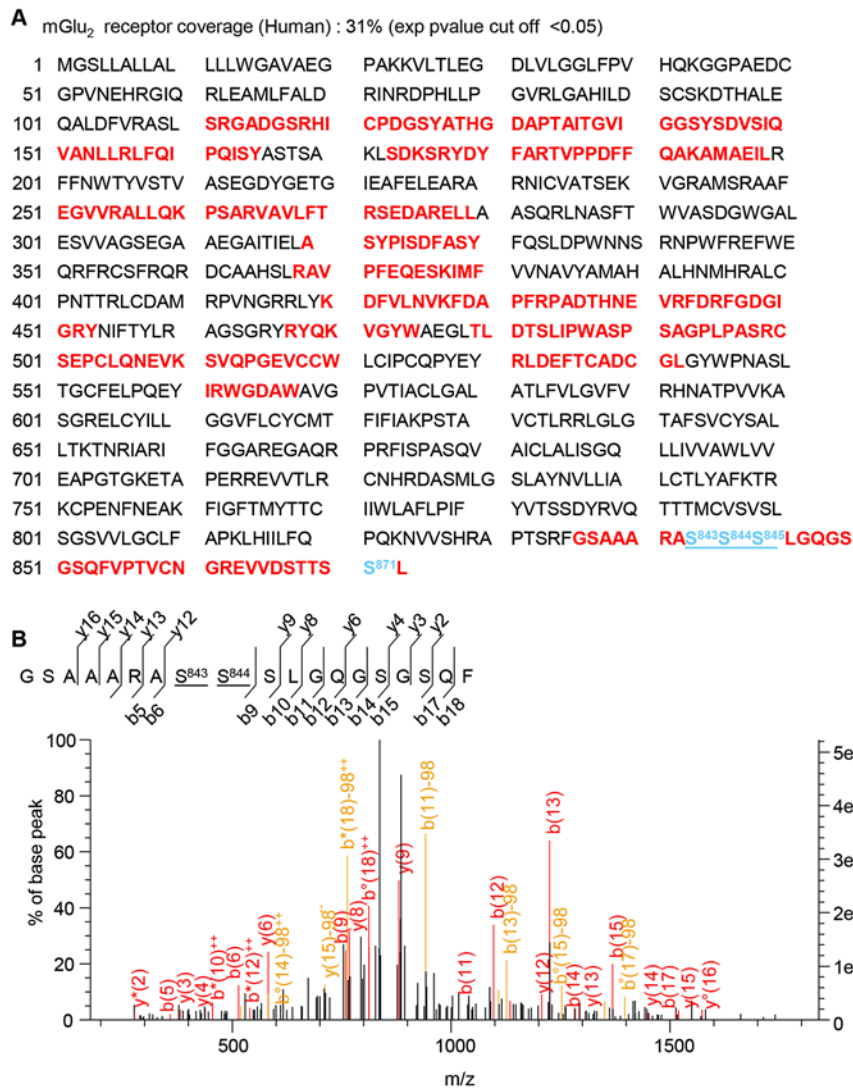 A mGlu₂ receptor coverage (Human) : 31% (exp pvalue cut off <0.05)
1 MGSLLALLAL LLLWGAVAEG PAKKVLTLEG DLVLGGLFPV HQKGGPAEDC
51 GPVNEHRGIQ RLEAMLFALD RINRDPHLLP GVRLGAHILD SCSKDTHALE
101 QALDFVRASL SRGADGSRHI CPDGSYATHG DAPTAITGVI GGSYSDVSIQ
151 VANLLRLFQI PQISYASTSA KLSDKSRYDY FARTVPPDFF QAKAMAEILR
201 FFNWTYVSTV ASEGDYGETG IEAFELEARA RNICVATSEK VGRAMSRAAF
251 EGVVRALLQK PSARVAVLFT RSEDARELLA ASQRLNASFT WVASDGWGAL
301 ESVVAGSEGA AEGAITIELA SYPISDFASY FQSLDPWNNS RNPWFREFWE
351 QRFRCSFRQR DCAAHSLRAV PFEQESKIMF VVNAVYAMAH ALHNMHRALC
401 PNTTRLCDAM RPVNGRRLYK DFVLNVKFDA PFRPADTHNE VRFDRFGDGI
451 GRYNIFTYLR AGSGRYRYQK VGYWAEGLTL DTSLIPWASP SAGPLPASRC
501 SEPCLQNEVK SVQPGEVCCW LCIPCQPYEY RLDEFTCADC GLGYWPNASL
551 TGCFELPQEY IRWGDAWAVG PVTIACLGAL ATLFVLGVFV RHNATPVVKA
601 SGRELCYILL GGVFLCYCMT FIFIAKPSTA VCTLRRLGLG TAFSVCYSAL
651 LTKTNRIARI FGGAREGAQR PRFISPASQV AICLALISGQ LLIVVAWLVV
701 EAPGTGKETA PERREVVTLR CNHRDASMLG SLAYNVLLIA LCTLYAFKTR
751 KCPENFNEAK FIGFTMYTTC IIWLAFLPIF YVTSSDYRVQ TTTMCVSVSL
801 SGSVVLGCLF APKLHIILFQ PQKNVVSHRA PTSRFGSAAA RAS⁸⁴³S⁸⁴⁴S⁸⁴⁵LGQGS
851 GSQFVPTVCN GREVVDSTTS S⁸⁷¹L
B y16 y15 y14 y13 y12 y9 y8 y6 y4 y3 y2
G S A A A R A S⁸⁴³ S⁸⁴⁴ S L G Q G S G S Q F
b5 b6 b9 b10 b11 b12 b13 b14 b15 b17 b18
% of base peak
100 80 60 40 20 0
y*(2) b(5) y(3) y(4) b*(10)⁺⁺ b(6) b*(12)⁺⁺ y(6) b°(14)-98⁺⁺ y(15)-98⁺ b(9) b*(18)-98⁺⁺ y(8) b°(18)⁺⁺ y(9) b(11)-98 b(11) b(12) b(13)-98 y(12) b(13) b°(15)-98 b(14) y(13) b(15) b°(17)-98 y(14) b(17) y(15) y°(16)
5e 4e 3e 2e 1e 0
500 1000 1500
m/z